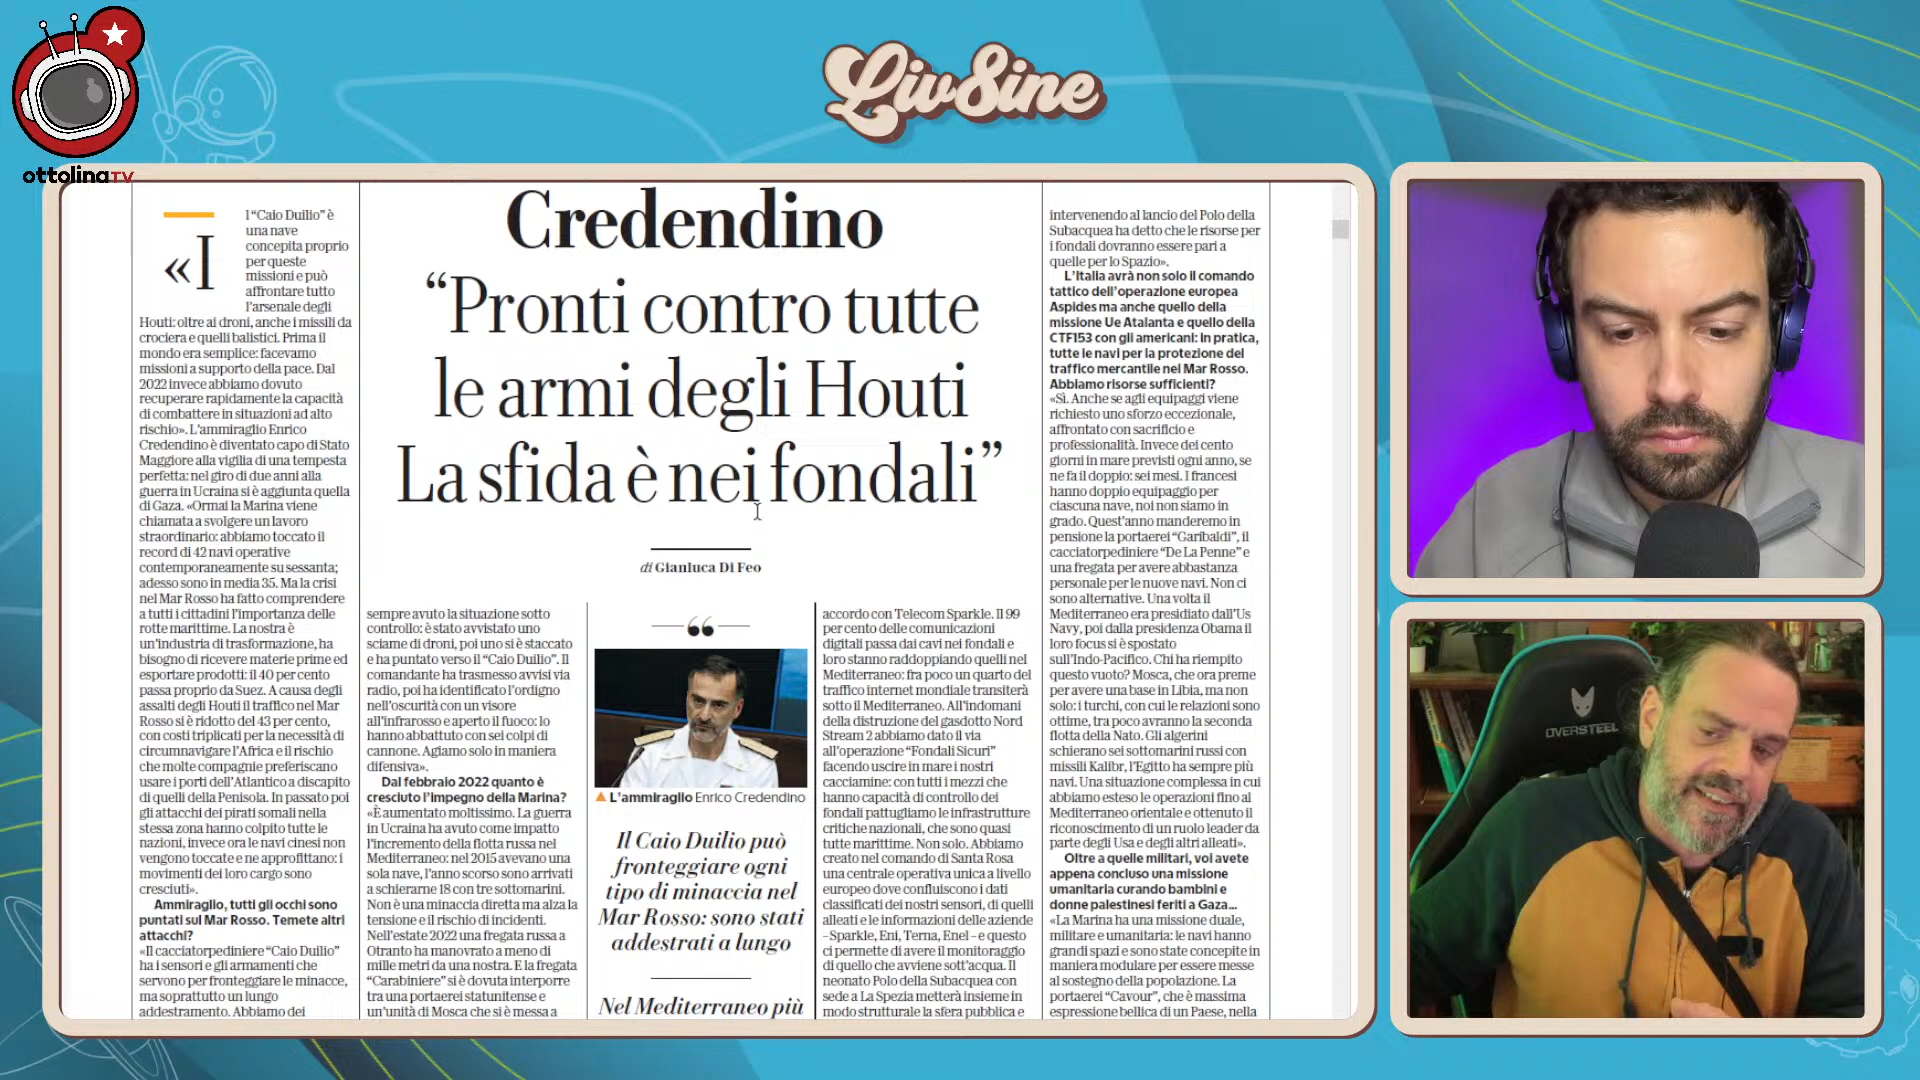 ottolinaTV
Liv8ine
«I
l “Caio Duilio” è
una nave
concepita proprio
per queste
missioni e può
affrontare tutto
l’arsenale degli
Houti: oltre ai droni, anche i missili da
crociera e quelli balistici. Prima il
mondo era semplice: facevamo
missioni a supporto della pace. Dal
2022 invece abbiamo dovuto
recuperare rapidamente la capacità
di combattere in situazioni ad alto
rischio». L’ammiraglio Enrico
Credendino è diventato capo di Stato
Maggiore alla vigilia di una tempesta
perfetta: nel giro di due anni alla
guerra in Ucraina si è aggiunta quella
di Gaza. «Ormai la Marina viene
chiamata a svolgere un lavoro
straordinario: abbiamo toccato il
record di 42 navi operative
contemporaneamente su sessanta;
adesso sono in media 35. Ma la crisi
nel Mar Rosso ha fatto comprendere
a tutti i cittadini l’importanza delle
rotte marittime. La nostra è
un’industria di trasformazione, ha
bisogno di ricevere materie prime ed
esportare prodotti: il 40 per cento
passa proprio da Suez. A causa degli
assalti degli Houti il traffico nel Mar
Rosso si è ridotto del 43 per cento,
con costi triplicati per la necessità di
circumnavigare l’Africa e il rischio
che molte compagnie preferiscano
usare i porti dell’Atlantico a discapito
di quelli della Penisola. In passato poi
gli attacchi dei pirati somali nella
stessa zona hanno colpito tutte le
nazioni, invece ora le navi cinesi non
vengono toccate e ne approfittano: i
movimenti dei loro cargo sono
cresciuti».
Ammiraglio, tutti gli occhi sono
puntati sul Mar Rosso. Temete altri
attacchi?
«Il cacciatorpediniere “Caio Duilio”
ha i sensori e gli armamenti che
servono per fronteggiare le minacce,
ma soprattutto un lungo
addestramento. Abbiamo dei
Credendino
“Pronti contro tutte
le armi degli Houti
La sfida è nei fondali”
di Gianluca Di Feo
sempre avuto la situazione sotto
controllo: è stato avvistato uno
sciame di droni, poi uno si è staccato
e ha puntato verso il “Caio Duilio”. Il
comandante ha trasmesso avvisi via
radio, poi ha identificato l’ordigno
nell’oscurità con un visore
all’infrarosso e aperto il fuoco: lo
hanno abbattuto con sei colpi di
cannone. Agiamo solo in maniera
difensiva».
Dal febbraio 2022 quanto è
cresciuto l’impegno della Marina?
«È aumentato moltissimo. La guerra
in Ucraina ha avuto come impatto
l’incremento della flotta russa nel
Mediterraneo: nel 2015 avevano una
sola nave, l’anno scorso sono arrivati
a schierarne 18 con tre sottomarini.
Non è una minaccia diretta ma alza la
tensione e il rischio di incidenti.
Nell’estate 2022 una fregata russa a
Otranto ha manovrato a meno di
mille metri da una nostra. E la fregata
“Carabiniere” si è dovuta interporre
tra una portaerei statunitense e
un’unità di Mosca che si è messa a
“
▲ L’ammiraglio Enrico Credendino
Il Caio Duilio può
fronteggiare ogni
tipo di minaccia nel
Mar Rosso: sono stati
addestrati a lungo
Nel Mediterraneo più
accordo con Telecom Sparkle. Il 99
per cento delle comunicazioni
digitali passa dai cavi nei fondali e
loro stanno raddoppiando quelli nel
Mediterraneo: fra poco un quarto del
traffico internet mondiale transiterà
sotto il Mediterraneo. All’indomani
della distruzione del gasdotto Nord
Stream 2 abbiamo dato il via
all’operazione “Fondali Sicuri”
facendo uscire in mare i nostri
cacciamine: con tutti i mezzi che
hanno capacità di controllo dei
fondali pattugliamo le infrastrutture
critiche nazionali, che sono quasi
tutte marittime. Non solo. Abbiamo
creato nel comando di Santa Rosa
una centrale operativa unica a livello
europeo dove confluiscono i dati
classificati dei nostri sensori, di quelli
alleati e le informazioni delle aziende
– Sparkle, Eni, Terna, Enel – e questo
ci permette di avere il monitoraggio
di quello che avviene sott’acqua. Il
neonato Polo della Subacquea con
sede a La Spezia metterà insieme in
modo strutturale la sfera pubblica e
intervenendo al lancio del Polo della
Subacquea ha detto che le risorse per
i fondali dovranno essere pari a
quelle per lo Spazio».
L’Italia avrà non solo il comando
tattico dell’operazione europea
Aspides ma anche quello della
missione Ue Atalanta e quello della
CTF153 con gli americani: in pratica,
tutte le navi per la protezione del
traffico mercantile nel Mar Rosso.
Abbiamo risorse sufficienti?
«Sì. Anche se agli equipaggi viene
richiesto uno sforzo eccezionale,
affrontato con sacrificio e
professionalità. Invece dei cento
giorni in mare previsti ogni anno, se
ne fa il doppio: sei mesi. I francesi
hanno doppio equipaggio per
ciascuna nave, noi non siamo in
grado. Quest’anno manderemo in
pensione la portaerei “Garibaldi”, il
cacciatorpediniere “De La Penne” e
una fregata per avere abbastanza
personale per le nuove navi. Non ci
sono alternative. Una volta il
Mediterraneo era presidiato dall’Us
Navy, poi dalla presidenza Obama il
loro focus si è spostato
sull’Indo-Pacifico. Chi ha riempito
questo vuoto? Mosca, che ora preme
per avere una base in Libia, ma non
solo: i turchi, con cui le relazioni sono
ottime, tra poco avranno la seconda
flotta della Nato. Gli algerini
schierano sei sottomarini russi con
missili Kalibr, l’Egitto ha sempre più
navi. Una situazione complessa in cui
abbiamo esteso le operazioni fino al
Mediterraneo orientale e ottenuto il
riconoscimento di un ruolo leader da
parte degli Usa e degli altri alleati».
Oltre a quelle militari, voi avete
appena concluso una missione
umanitaria curando bambini e
donne palestinesi feriti a Gaza…
«La Marina ha una missione duale,
militare e umanitaria: le navi hanno
grandi spazi e sono state concepite in
maniera modulare per essere messe
al sostegno della popolazione. La
portaerei “Cavour”, che è massima
espressione bellica di un Paese, nella
OVERSTEEL